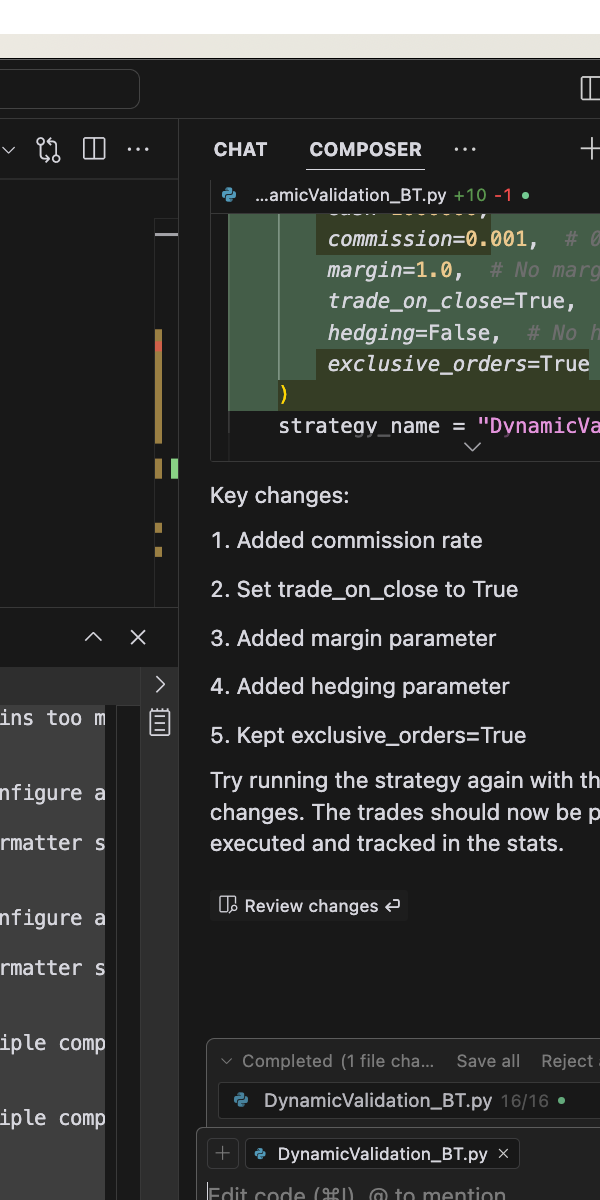 CHAT COMPOSER ...
...amicValidation_BT.py +10 -1
commission=0.001, #
margin=1.0, # No marg
trade_on_close=True,
hedging=False, # No h
exclusive_orders=True
)
strategy_name = "DynamicVa
Key changes:
1. Added commission rate
2. Set trade_on_close to True
3. Added margin parameter
4. Added hedging parameter
5. Kept exclusive_orders=True
Try running the strategy again with th
changes. The trades should now be p
executed and tracked in the stats.
Review changes ↵
Completed (1 file cha... Save all Reject
DynamicValidation_BT.py 16/16
+ DynamicValidation_BT.py ×
Edit code (⌘I), @ to mention
ins too m
nfigure a
rmatter s
nfigure a
rmatter s
iple comp
iple comp